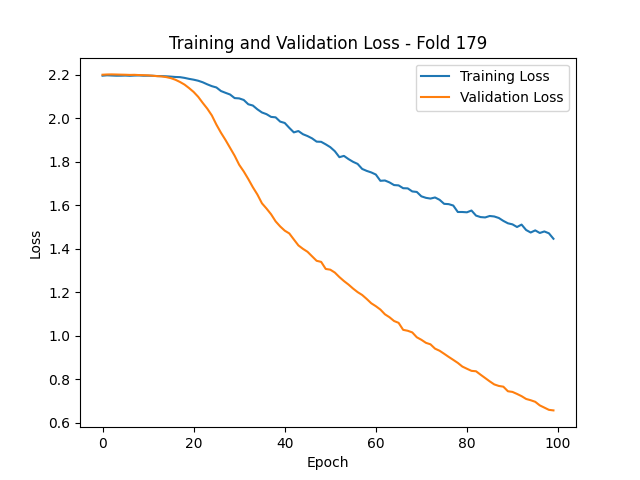 Training and Validation Loss - Fold 179
Training Loss
Validation Loss
Loss
2.2
2.0
1.8
1.6
1.4
1.2
1.0
0.8
0.6
0 20 40 60 80 100
Epoch